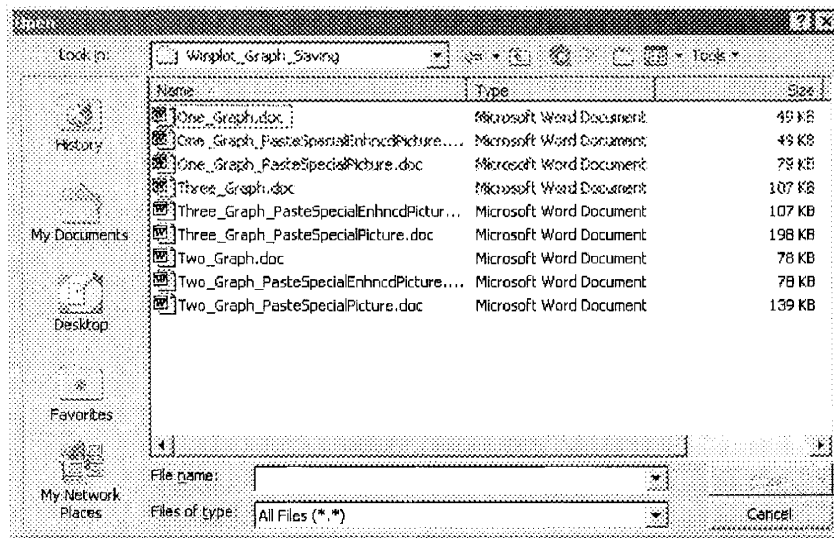 Open
Look in: Winplot_Graph_Saving Tools
Name Type Size
One_Graph.doc Microsoft Word Document 49 KB
One_Graph_PasteSpecialEnhncdPicture.... Microsoft Word Document 49 KB
One_Graph_PasteSpecialPicture.doc Microsoft Word Document 79 KB
Three_Graph.doc Microsoft Word Document 107 KB
Three_Graph_PasteSpecialEnhncdPictur... Microsoft Word Document 107 KB
Three_Graph_PasteSpecialPicture.doc Microsoft Word Document 198 KB
Two_Graph.doc Microsoft Word Document 78 KB
Two_Graph_PasteSpecialEnhncdPicture.... Microsoft Word Document 78 KB
Two_Graph_PasteSpecialPicture.doc Microsoft Word Document 139 KB
History
My Documents
Desktop
Favorites
My Network
Places
File name:
Files of type: All Files (*.*)
Cancel